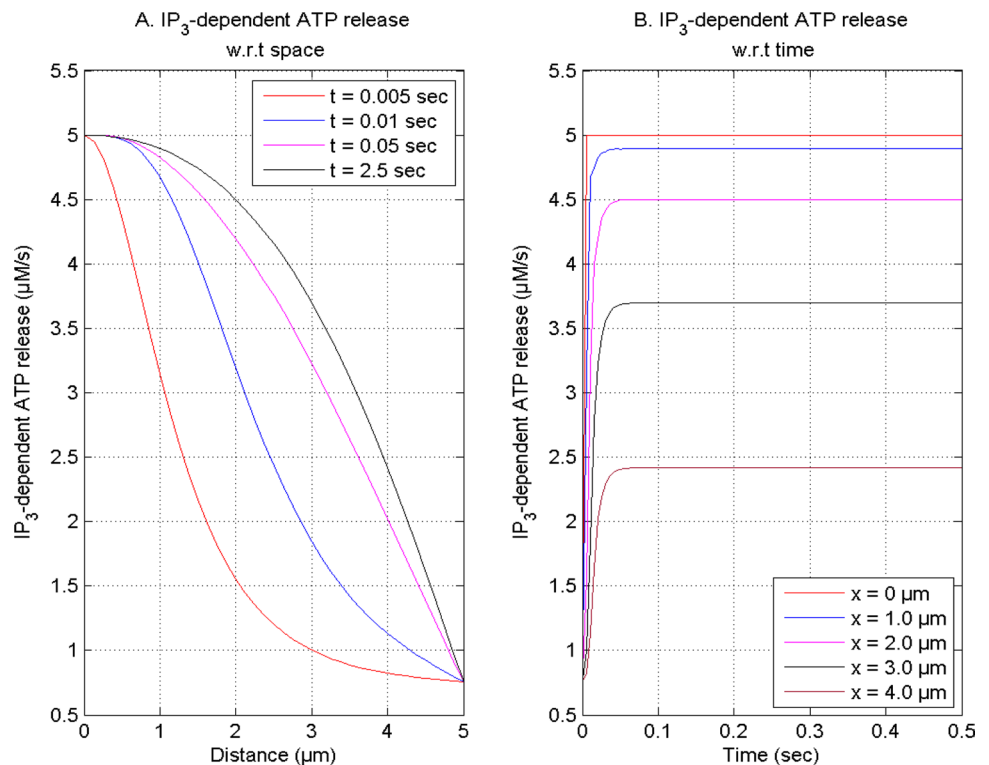 A. IP₃-dependent ATP release
w.r.t space
5.5
5
4.5
4
3.5
3
2.5
2
1.5
1
0.5
IP₃-dependent ATP release (µM/s)
t = 0.005 sec
t = 0.01 sec
t = 0.05 sec
t = 2.5 sec
0
1
2
3
4
5
Distance (µm)
B. IP₃-dependent ATP release
w.r.t time
5.5
5
4.5
4
3.5
3
2.5
2
1.5
1
0.5
IP₃-dependent ATP release (µM/s)
x = 0 µm
x = 1.0 µm
x = 2.0 µm
x = 3.0 µm
x = 4.0 µm
0
0.1
0.2
0.3
0.4
0.5
Time (sec)